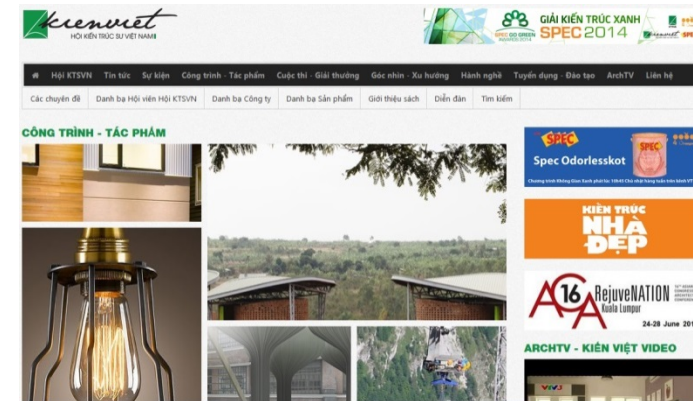 kienviet
HỘI KIẾN TRÚC SƯ VIỆT NAM
SPEC GO GREEN
GIẢI KIẾN TRÚC XANH
SPEC 2014
Hội KTSVN Tin tức Sự kiện Công trình - Tác phẩm Cuộc thi - Giải thưởng Góc nhìn - Xu hướng Hành nghề Tuyển dụng - Đào tạo ArchTV Liên hệ
Các chuyên đề Danh bạ Hội viên Hội KTSVN Danh bạ Công ty Danh bạ Sản phẩm Giới thiệu sách Diễn đàn Tìm kiếm
CÔNG TRÌNH - TÁC PHẨM
SPEC
Spec Odorlesskot
SPEC
KIẾN TRÚC
NHÀ
ĐẸP
ACA
16
RejuveNATION
Kuala Lumpur
24-28 June 201
ARCHTV - KIẾN VIỆT VIDEO